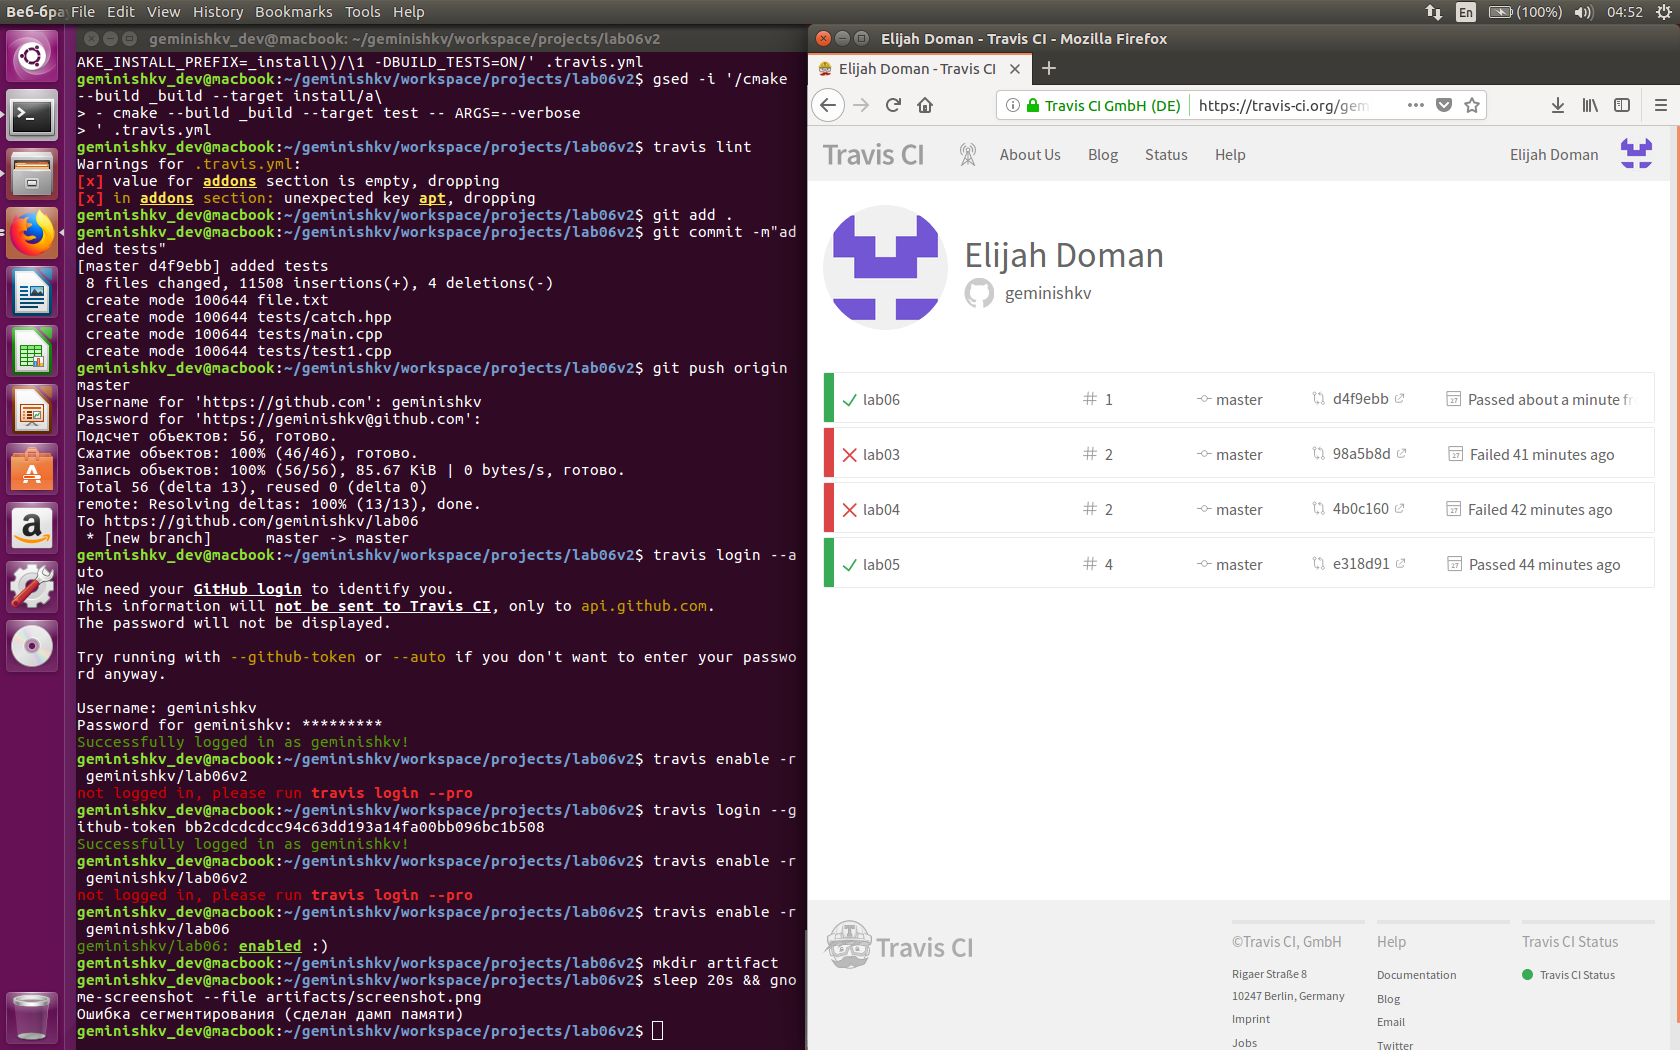 Веб-бра File Edit View History Bookmarks Tools Help
En (100%) 04:52
geminishkv_dev@macbook: ~/geminishkv/workspace/projects/lab06v2
AKE_INSTALL_PREFIX=_install\)/\1 -DBUILD_TESTS=ON/' .travis.yml
geminishkv_dev@macbook:~/geminishkv/workspace/projects/lab06v2$ gsed -i '/cmake
--build _build --target install/a\
> - cmake --build _build --target test -- ARGS=--verbose
> ' .travis.yml
geminishkv_dev@macbook:~/geminishkv/workspace/projects/lab06v2$ travis lint
Warnings for .travis.yml:
[x] value for addons section is empty, dropping
[x] in addons section: unexpected key apt, dropping
geminishkv_dev@macbook:~/geminishkv/workspace/projects/lab06v2$ git add .
geminishkv_dev@macbook:~/geminishkv/workspace/projects/lab06v2$ git commit -m"ad
ded tests"
[master d4f9ebb] added tests
8 files changed, 11508 insertions(+), 4 deletions(-)
create mode 100644 file.txt
create mode 100644 tests/catch.hpp
create mode 100644 tests/main.cpp
create mode 100644 tests/test1.cpp
geminishkv_dev@macbook:~/geminishkv/workspace/projects/lab06v2$ git push origin
master
Username for 'https://github.com': geminishkv
Password for 'https://geminishkv@github.com':
Подсчет объектов: 56, готово.
Сжатие объектов: 100% (46/46), готово.
Запись объектов: 100% (56/56), 85.67 KiB | 0 bytes/s, готово.
Total 56 (delta 13), reused 0 (delta 0)
remote: Resolving deltas: 100% (13/13), done.
To https://github.com/geminishkv/lab06
* [new branch]      master -> master
geminishkv_dev@macbook:~/geminishkv/workspace/projects/lab06v2$ travis login --a
uto
We need your GitHub login to identify you.
This information will not be sent to Travis CI, only to api.github.com.
The password will not be displayed.
Try running with --github-token or --auto if you don't want to enter your passwo
rd anyway.
Username: geminishkv
Password for geminishkv: *********
Successfully logged in as geminishkv!
geminishkv_dev@macbook:~/geminishkv/workspace/projects/lab06v2$ travis enable -r
geminishkv/lab06v2
not logged in, please run travis login --pro
geminishkv_dev@macbook:~/geminishkv/workspace/projects/lab06v2$ travis login --g
ithub-token bb2cdcdcdcc94c63dd193a14fa00bb096bc1b508
Successfully logged in as geminishkv!
geminishkv_dev@macbook:~/geminishkv/workspace/projects/lab06v2$ travis enable -r
geminishkv/lab06v2
not logged in, please run travis login --pro
geminishkv_dev@macbook:~/geminishkv/workspace/projects/lab06v2$ travis enable -r
geminishkv/lab06
geminishkv/lab06: enabled :)
geminishkv_dev@macbook:~/geminishkv/workspace/projects/lab06v2$ mkdir artifact
geminishkv_dev@macbook:~/geminishkv/workspace/projects/lab06v2$ sleep 20s && gno
me-screenshot --file artifacts/screenshot.png
Ошибка сегментирования (сделан дамп памяти)
geminishkv_dev@macbook:~/geminishkv/workspace/projects/lab06v2$
Elijah Doman - Travis CI - Mozilla Firefox
Elijah Doman - Travis CI
Travis CI GmbH (DE) https://travis-ci.org/gem
Travis CI About Us Blog Status Help Elijah Doman
Elijah Doman
geminishkv
lab06 # 1 master d4f9ebb Passed about a minute fr
lab03 # 2 master 98a5b8d Failed 41 minutes ago
lab04 # 2 master 4b0c160 Failed 42 minutes ago
lab05 # 4 master e318d91 Passed 44 minutes ago
Travis CI
©Travis CI, GmbH
Rigaer Straße 8
10247 Berlin, Germany
Imprint
Jobs
Help
Documentation
Blog
Email
Twitter
Travis CI Status
Travis CI Status